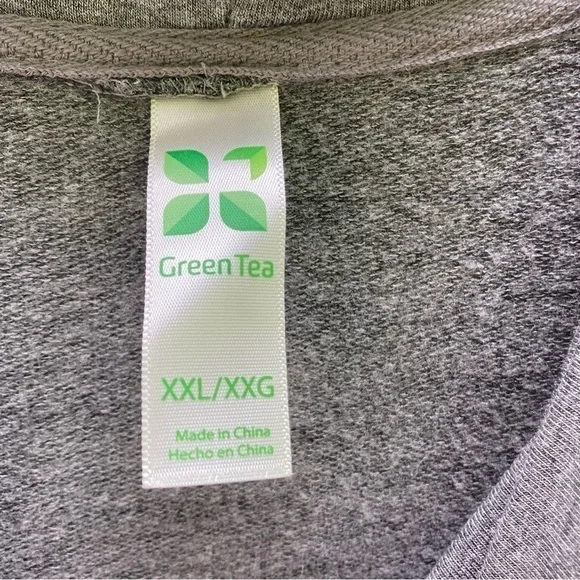 Green Tea
XXL/XXG
Made in China
Hecho en China